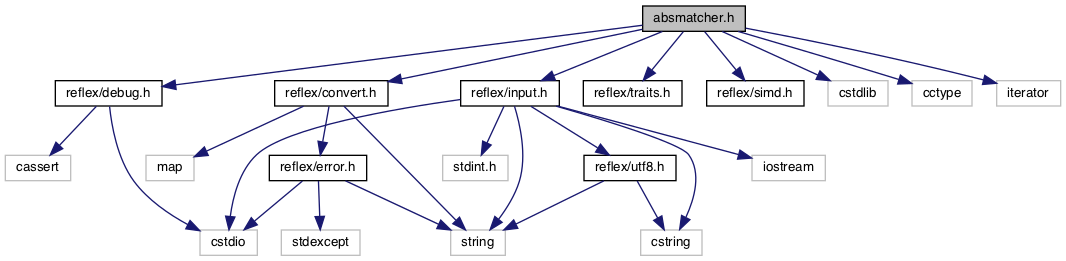 absmatcher.h
reflex/debug.h
reflex/convert.h
reflex/input.h
reflex/traits.h
reflex/simd.h
cstdlib
cctype
iterator
cassert
map
reflex/error.h
stdint.h
reflex/utf8.h
iostream
cstdio
stdexcept
string
cstring